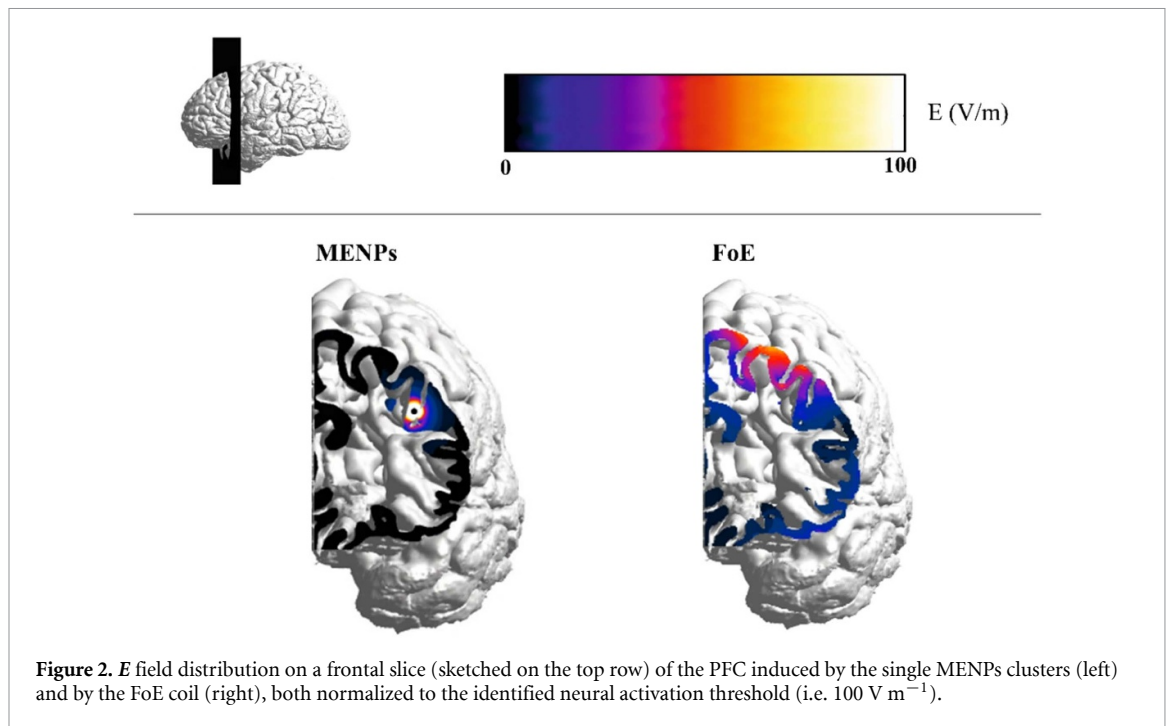 E (V/m)
0 100
MENPs FoE
Figure 2. E field distribution on a frontal slice (sketched on the top row) of the PFC induced by the single MENPs clusters (left)
and by the FoE coil (right), both normalized to the identified neural activation threshold (i.e. 100 V m⁻¹).